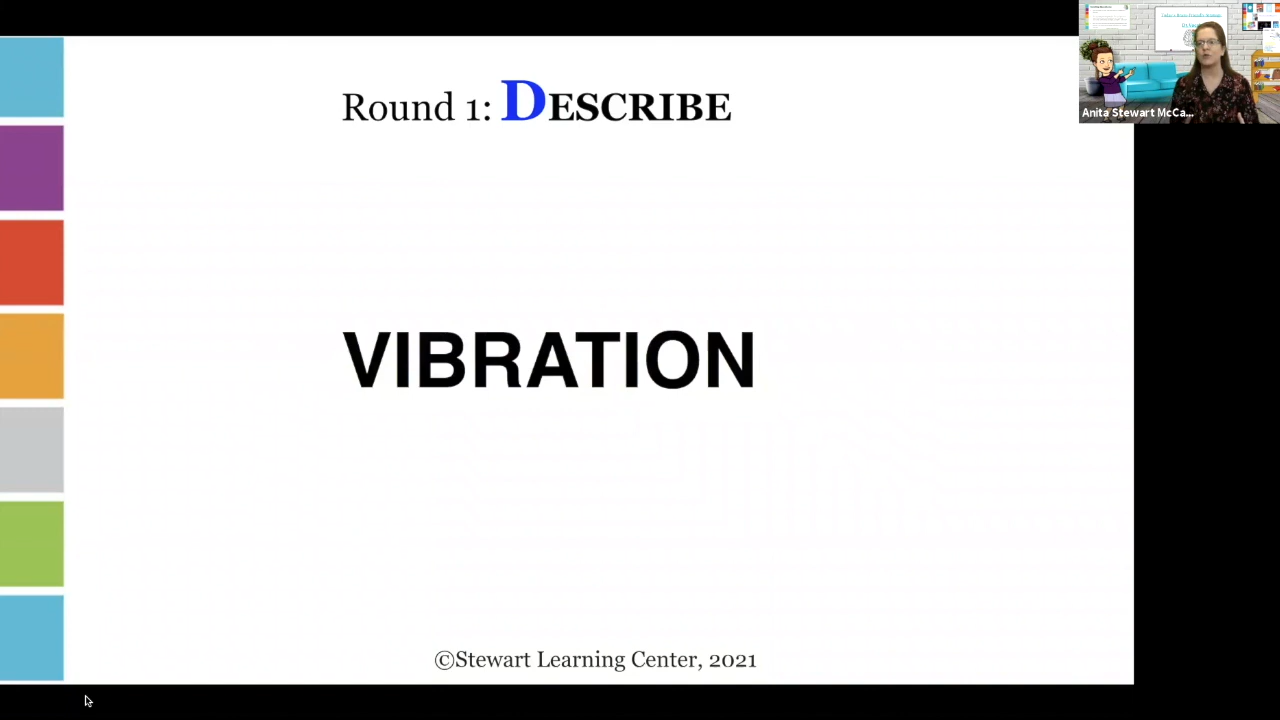 Round 1: DESCRIBE
VIBRATION
©Stewart Learning Center, 2021
Anita Stewart McCa...